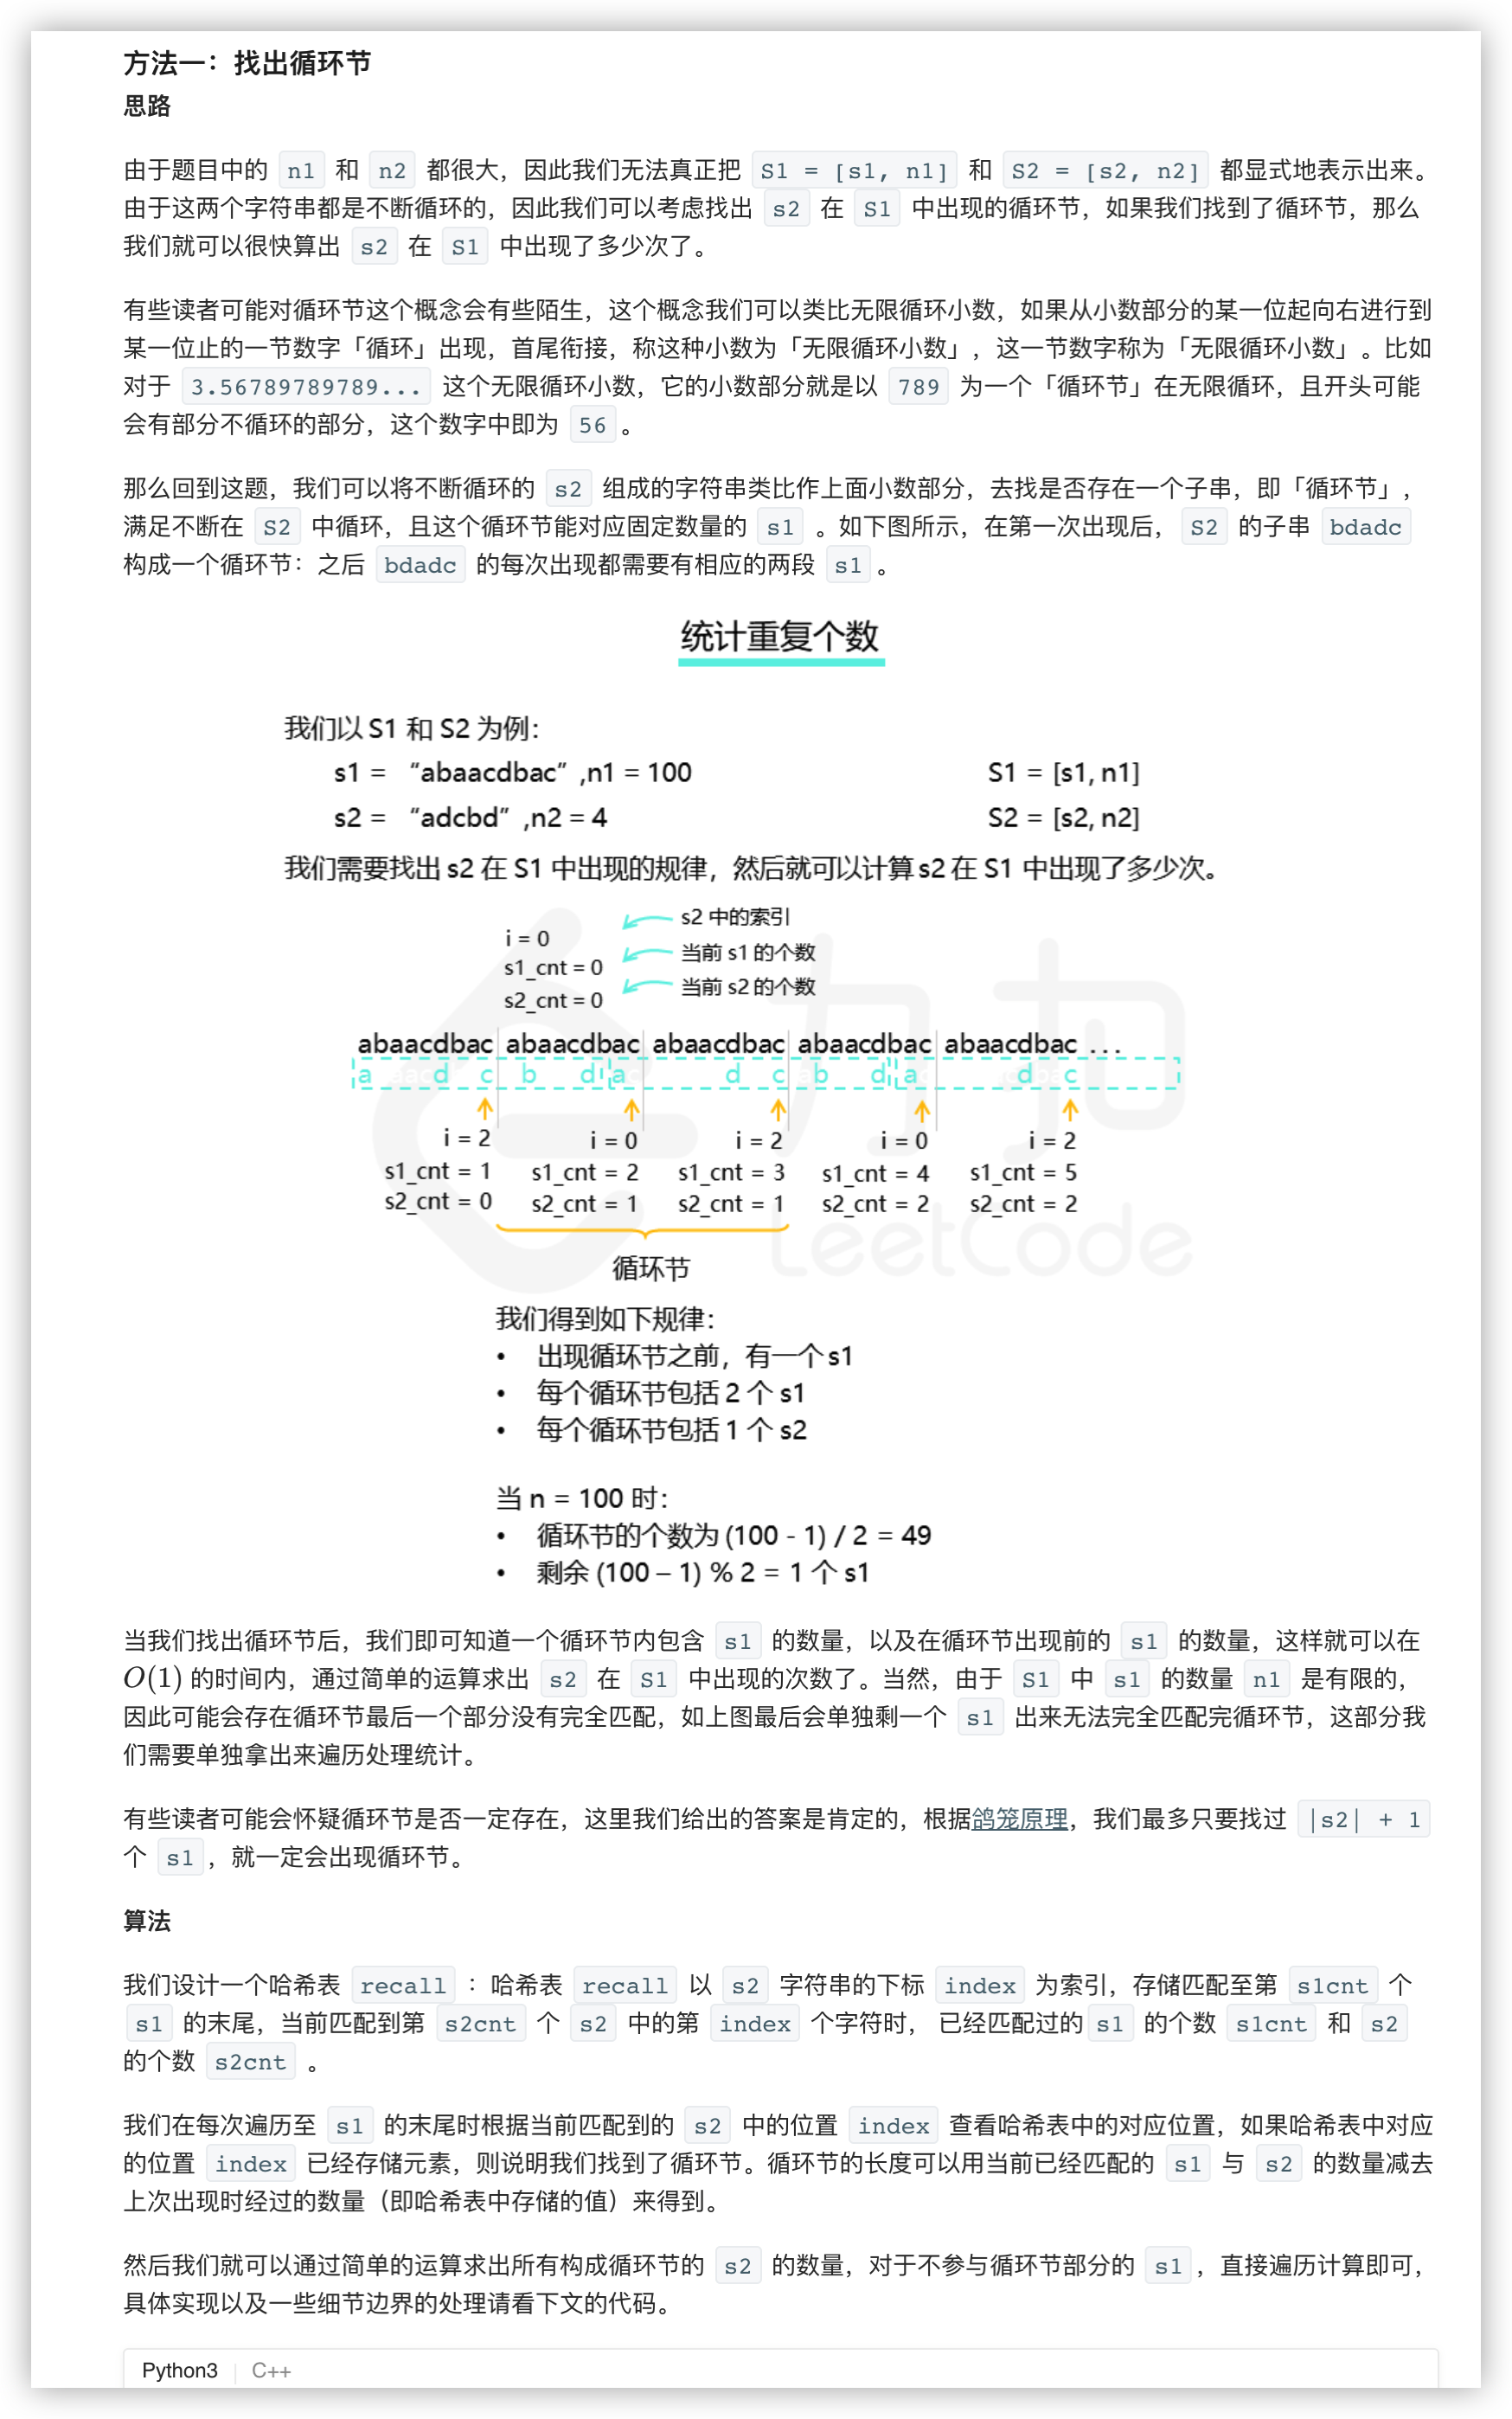 方法一：找出循环节
思路
由于题目中的 n1 和 n2 都很大，因此我们无法真正把 S1 = [s1, n1] 和 S2 = [s2, n2] 都显式地表示出来。
由于这两个字符串都是不断循环的，因此我们可以考虑找出 s2 在 S1 中出现的循环节，如果我们找到了循环节，那么
我们就可以很快算出 s2 在 S1 中出现了多少次了。
有些读者可能对循环节这个概念会有些陌生，这个概念我们可以类比无限循环小数，如果从小数部分的某一位起向右进行到
某一位止的一节数字「循环」出现，首尾衔接，称这种小数为「无限循环小数」，这一节数字称为「无限循环小数」。比如
对于 3.56789789789... 这个无限循环小数，它的小数部分就是以 789 为一个「循环节」在无限循环，且开头可能
会有部分不循环的部分，这个数字中即为 56 。
那么回到这题，我们可以将不断循环的 s2 组成的字符串类比作上面小数部分，去找是否存在一个子串，即「循环节」，
满足不断在 S2 中循环，且这个循环节能对应固定数量的 s1 。如下图所示，在第一次出现后， S2 的子串 bdadc
构成一个循环节：之后 bdadc 的每次出现都需要有相应的两段 s1 。
统计重复个数
我们以 S1 和 S2 为例：
s1 = “abaacdbac” ,n1 = 100 S1 = [s1, n1]
s2 = “adcbd” ,n2 = 4 S2 = [s2, n2]
我们需要找出 s2 在 S1 中出现的规律，然后就可以计算 s2 在 S1 中出现了多少次。
i = 0 s2 中的索引
s1_cnt = 0 当前 s1 的个数
s2_cnt = 0 当前 s2 的个数
abaacdbac abaacdbac abaacdbac abaacdbac abaacdbac ...
a d c b d a d c b d a d c
i = 2 i = 0 i = 2 i = 0 i = 2
s1_cnt = 1 s1_cnt = 2 s1_cnt = 3 s1_cnt = 4 s1_cnt = 5
s2_cnt = 0 s2_cnt = 1 s2_cnt = 1 s2_cnt = 2 s2_cnt = 2
循环节
力扣
LeetCode
我们得到如下规律：
• 出现循环节之前，有一个 s1
• 每个循环节包括 2 个 s1
• 每个循环节包括 1 个 s2
当 n = 100 时：
• 循环节的个数为 (100 - 1) / 2 = 49
• 剩余 (100 – 1) % 2 = 1 个 s1
当我们找出循环节后，我们即可知道一个循环节内包含 s1 的数量，以及在循环节出现前的 s1 的数量，这样就可以在
O(1) 的时间内，通过简单的运算求出 s2 在 S1 中出现的次数了。当然，由于 S1 中 s1 的数量 n1 是有限的，
因此可能会存在循环节最后一个部分没有完全匹配，如上图最后会单独剩一个 s1 出来无法完全匹配完循环节，这部分我
们需要单独拿出来遍历处理统计。
有些读者可能会怀疑循环节是否一定存在，这里我们给出的答案是肯定的，根据鸽笼原理，我们最多只要找过 |s2| + 1
个 s1 ，就一定会出现循环节。
算法
我们设计一个哈希表 recall ：哈希表 recall 以 s2 字符串的下标 index 为索引，存储匹配至第 s1cnt 个
s1 的末尾，当前匹配到第 s2cnt 个 s2 中的第 index 个字符时， 已经匹配过的 s1 的个数 s1cnt 和 s2
的个数 s2cnt 。
我们在每次遍历至 s1 的末尾时根据当前匹配到的 s2 中的位置 index 查看哈希表中的对应位置，如果哈希表中对应
的位置 index 已经存储元素，则说明我们找到了循环节。循环节的长度可以用当前已经匹配的 s1 与 s2 的数量减去
上次出现时经过的数量（即哈希表中存储的值）来得到。
然后我们就可以通过简单的运算求出所有构成循环节的 s2 的数量，对于不参与循环节部分的 s1 ，直接遍历计算即可，
具体实现以及一些细节边界的处理请看下文的代码。
Python3 C++